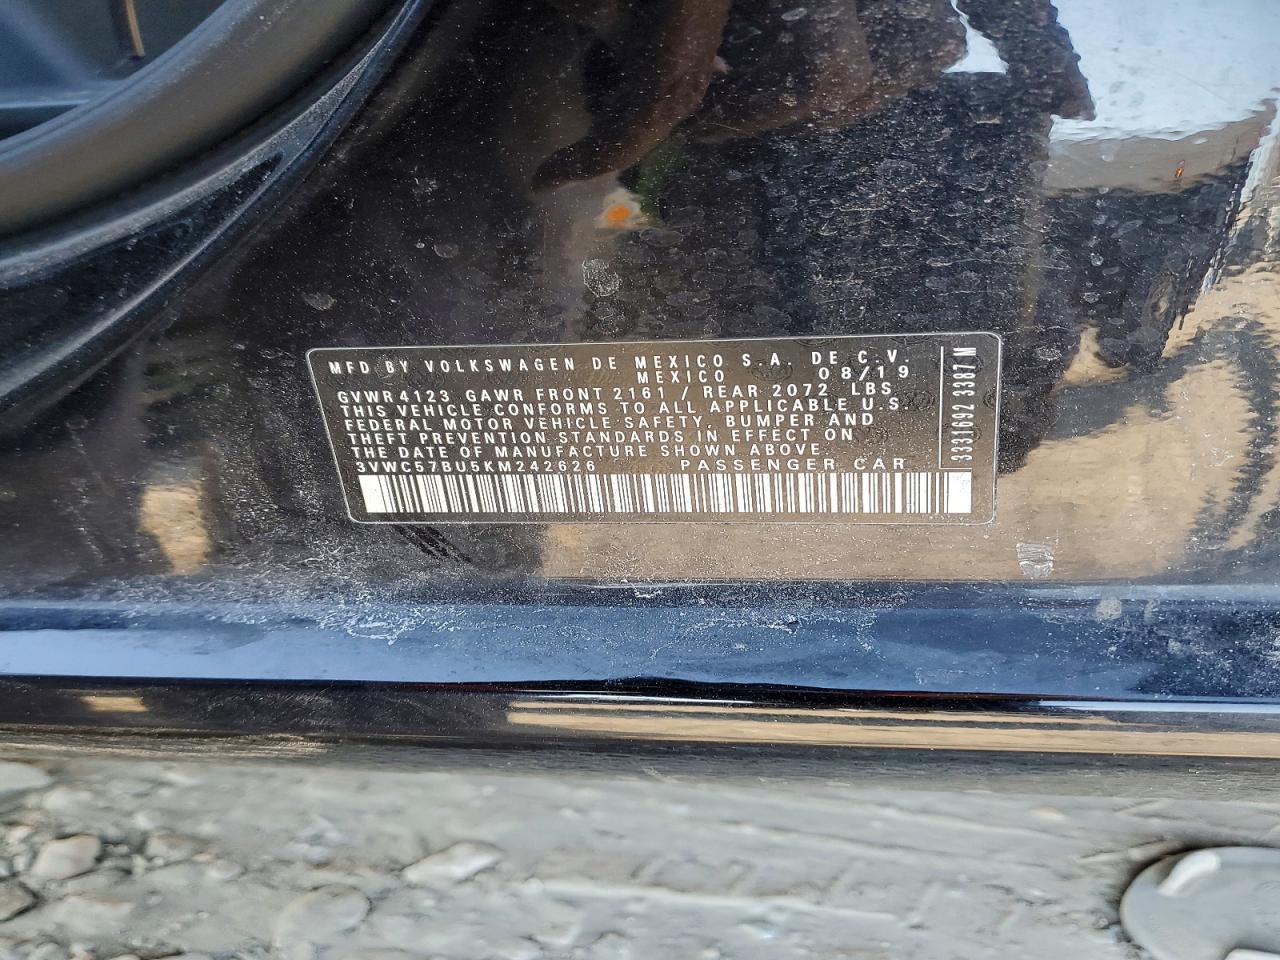 MFD BY VOLKSWAGEN DE MEXICO S.A. DE C.V.
MEXICO 08/19
GVWR 4123 GAWR FRONT 2161 / REAR 2072 LBS
THIS VEHICLE CONFORMS TO ALL APPLICABLE U.S.
FEDERAL MOTOR VEHICLE SAFETY, BUMPER AND
THEFT PREVENTION STANDARDS IN EFFECT ON
THE DATE OF MANUFACTURE SHOWN ABOVE.
3VWC57BU5KM242626 PASSENGER CAR
3331692 3387 M